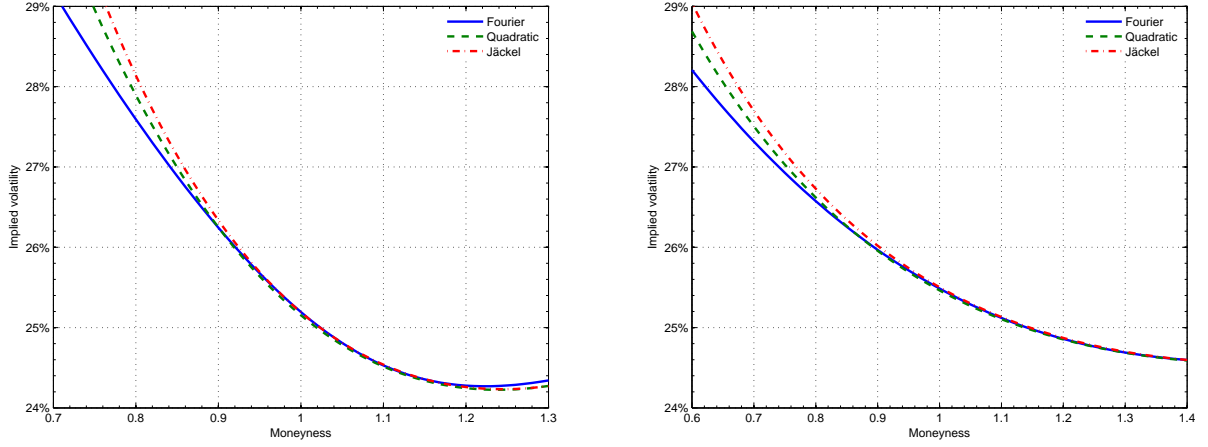 29%
28%
27%
26%
25%
24%
Implied volatility
0.7 0.8 0.9 1 1.1 1.2 1.3
Moneyness
Fourier
Quadratic
Jäckel
29%
28%
27%
26%
25%
24%
Implied volatility
0.6 0.7 0.8 0.9 1 1.1 1.2 1.3 1.4
Moneyness
Fourier
Quadratic
Jäckel